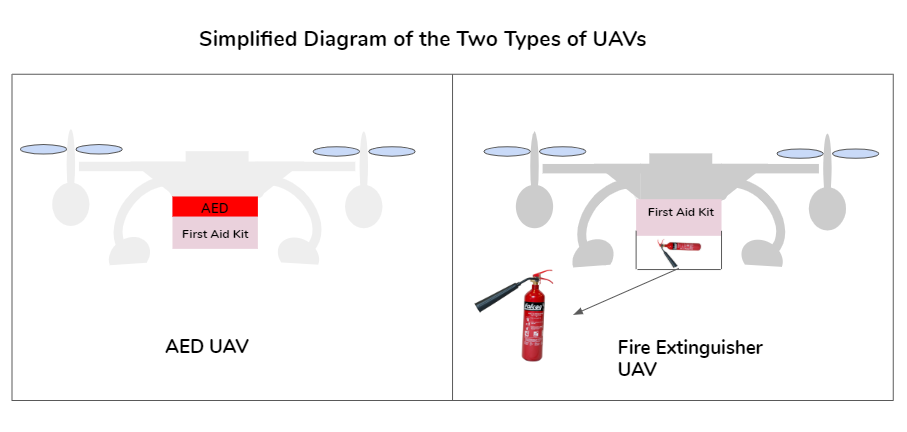 Simplified Diagram of the Two Types of UAVs
AED
First Aid Kit
AED UAV
First Aid Kit
Fire Extinguisher
UAV